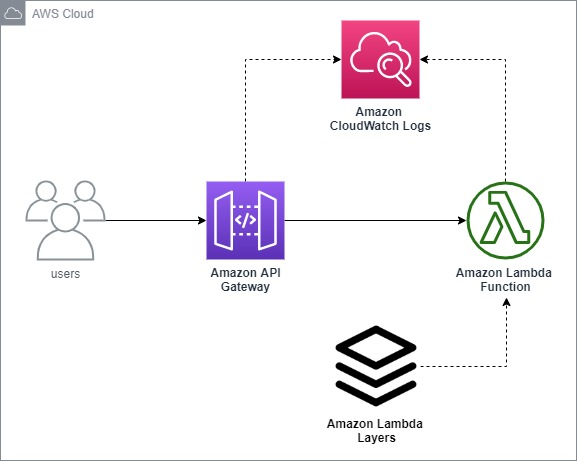 AWS Cloud
Amazon
CloudWatch Logs
users
</>
Amazon API
Gateway
Amazon Lambda
Function
Amazon Lambda
Layers